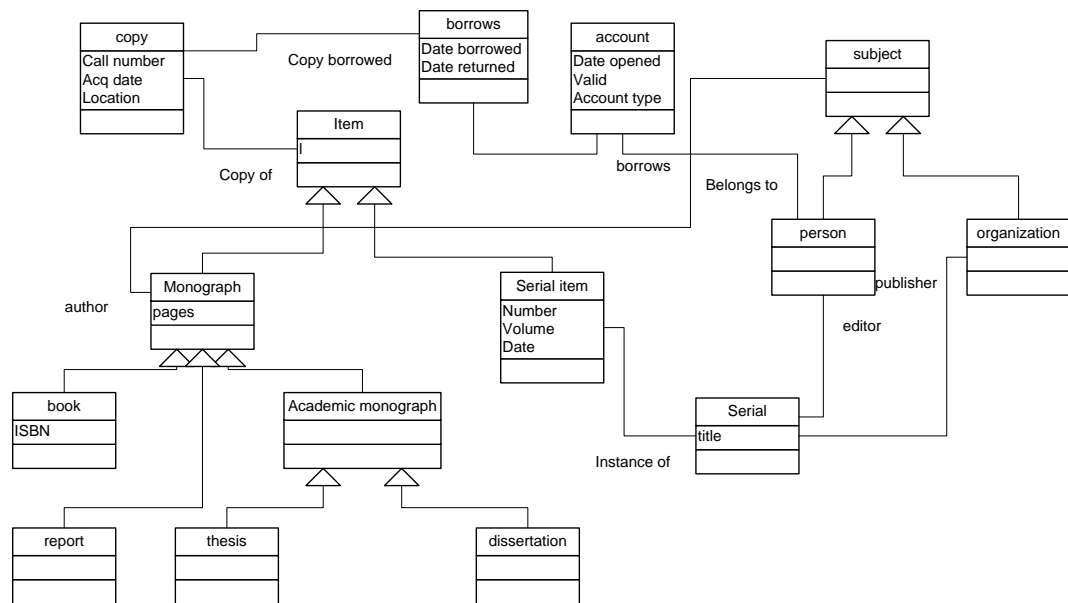 copy
Call number
Acq date
Location
Copy borrowed
borrows
Date borrowed
Date returned
account
Date opened
Valid
Account type
subject
Item
I
Copy of
borrows
Belongs to
person
organization
publisher
editor
Monograph
pages
author
Serial item
Number
Volume
Date
book
ISBN
Academic monograph
Serial
title
Instance of
report
thesis
dissertation